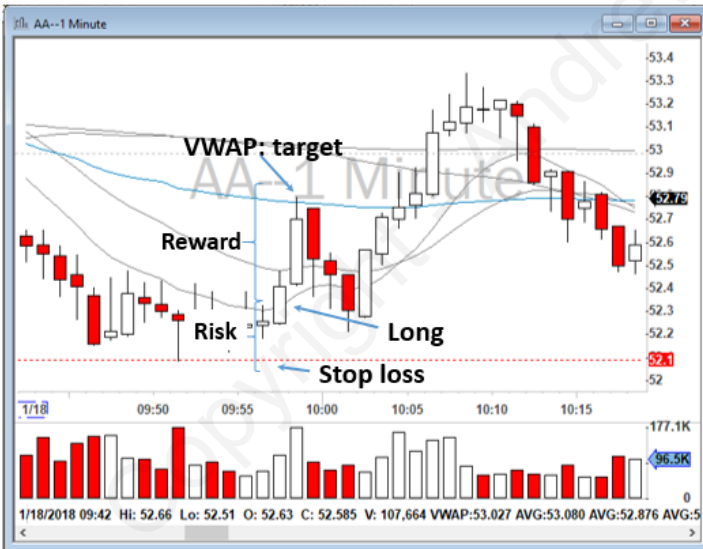 AA--1 Minute
53.4
53.3
53.2
53.1
53
52.9
52.79
52.7
52.6
52.5
52.4
52.3
52.2
52.1
52
VWAP: target
AA--1 Minute
Reward
Risk
Long
Stop loss
1/18 09:50 09:55 10:00 10:05 10:10 10:15
177.1K
96.5K
0
1/18/2018 09:42 Hi: 52.66 Lo: 52.51 O: 52.63 C: 52.585 V: 107,664 VWAP:53.027 AVG:53.080 AVG:52.876 AVG:5
Copyright Andre